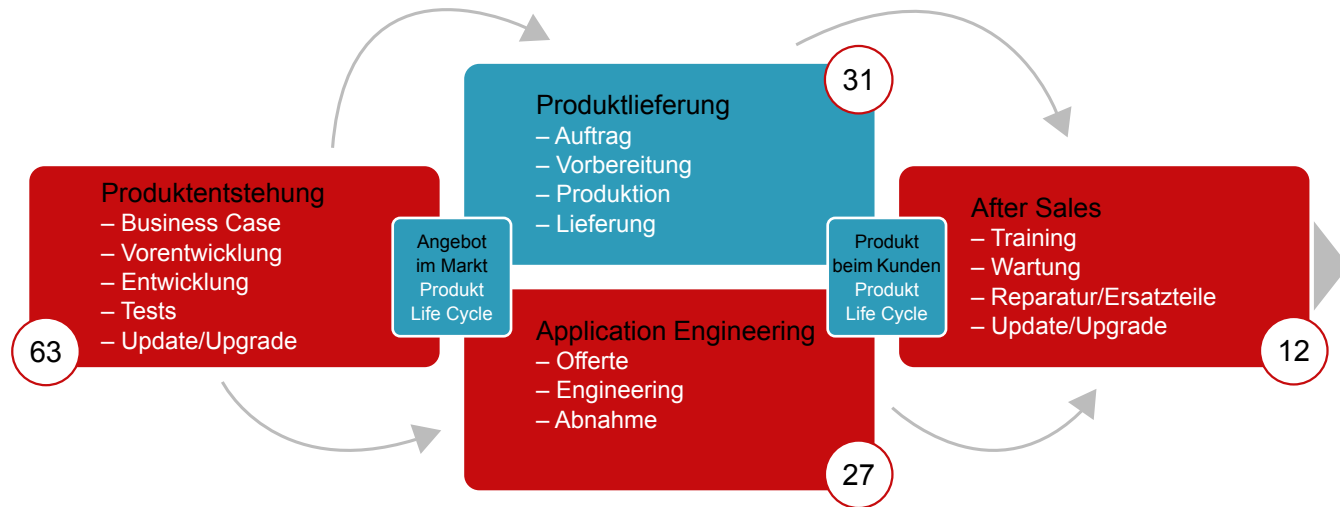 Produktentstehung
– Business Case
– Vorentwicklung
– Entwicklung
– Tests
– Update/Upgrade
63
Angebot
im Markt
Produkt
Life Cycle
Produktlieferung
– Auftrag
– Vorbereitung
– Produktion
– Lieferung
31
Application Engineering
– Offerte
– Engineering
– Abnahme
27
Produkt
beim Kunden
Produkt
Life Cycle
After Sales
– Training
– Wartung
– Reparatur/Ersatzteile
– Update/Upgrade
12